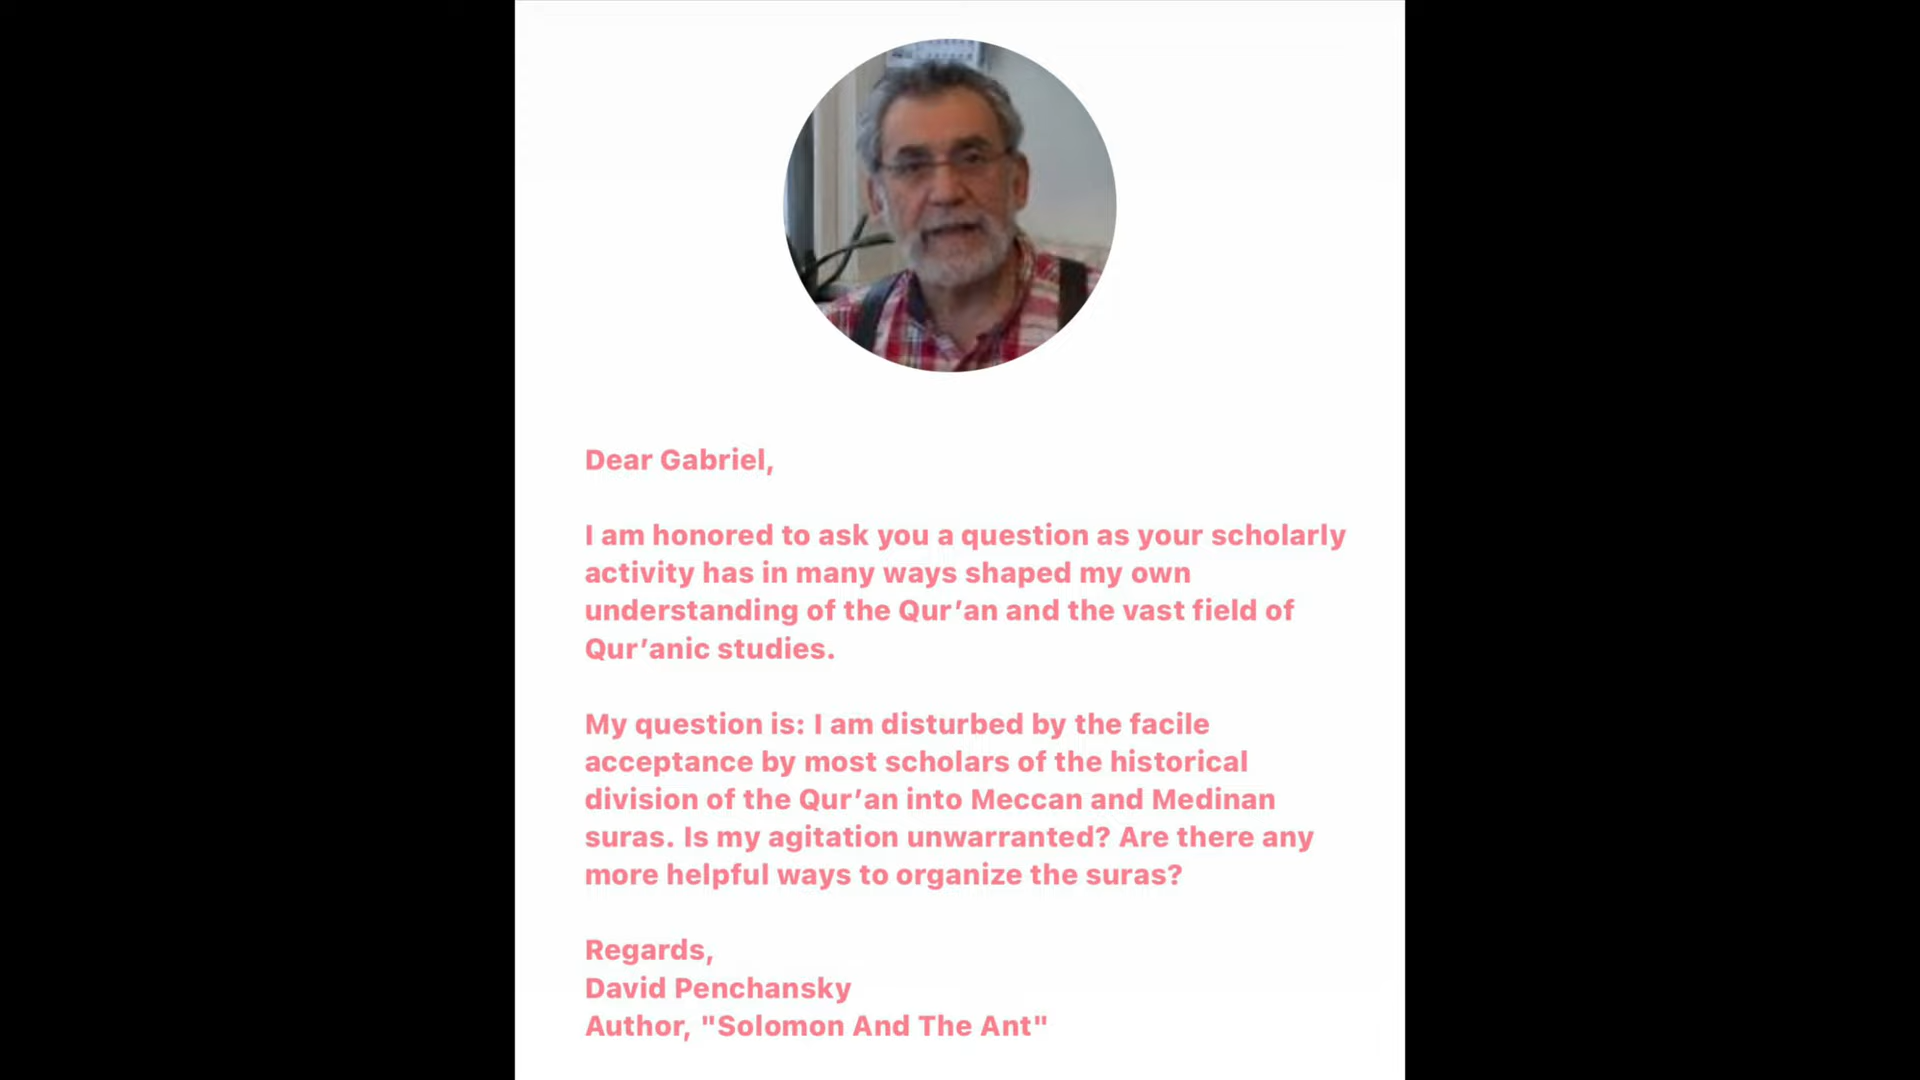 Dear Gabriel,
I am honored to ask you a question as your scholarly
activity has in many ways shaped my own
understanding of the Qur’an and the vast field of
Qur’anic studies.
My question is: I am disturbed by the facile
acceptance by most scholars of the historical
division of the Qur’an into Meccan and Medinan
suras. Is my agitation unwarranted? Are there any
more helpful ways to organize the suras?
Regards,
David Penchansky
Author, "Solomon And The Ant"